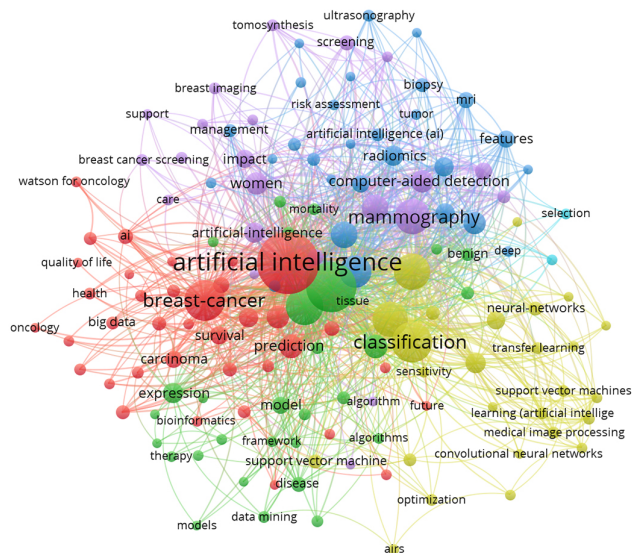 ultrasonography
tomosynthesis
screening
breast imaging
biopsy
mri
risk assessment
support
tumor
management
artificial intelligence (ai)
features
breast cancer screening
impact
radiomics
watson for oncology
women
computer-aided detection
care
mortality
mammography
selection
ai
artificial-intelligence
benign
deep
quality of life
artificial intelligence
health
breast-cancer
tissue
neural-networks
oncology
big data
survival
prediction
classification
transfer learning
carcinoma
sensitivity
expression
support vector machines
model
algorithm
future
learning (artificial intellige
bioinformatics
medical image processing
framework
algorithms
therapy
support vector machine
convolutional neural networks
disease
optimization
models
data mining
airs